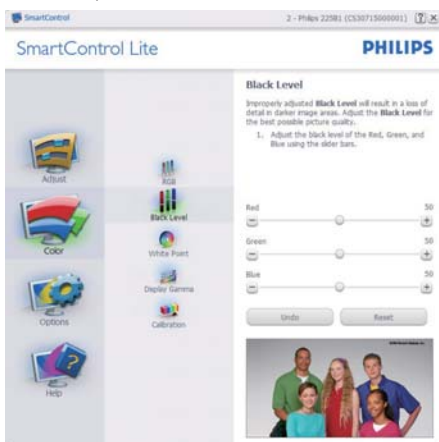 SmartControl
2 - Philips 225B1 (CS30715000001)
SmartControl Lite
PHILIPS
Adjust
Color
Options
Help
RGB
Black Level
White Point
Display Gamma
Calibration
Black Level
Improperly adjusted Black Level will result in a loss of
detail in darker image areas. Adjust the Black Level for
the best possible picture quality.
1. Adjust the black level of the Red, Green, and
Blue using the slider bars.
Red 50
Green 50
Blue 50
Undo Reset